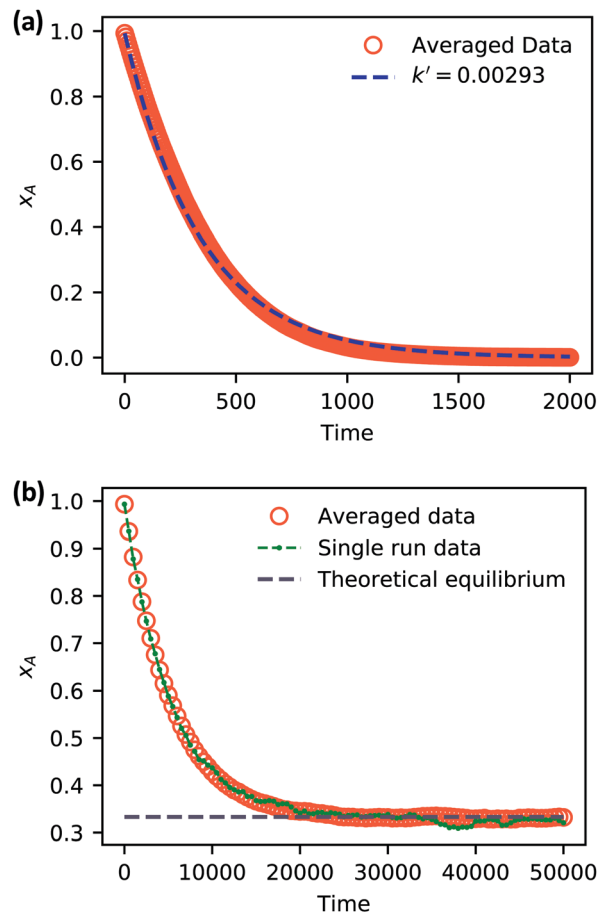 (a)
1.0
0.8
0.6
0.4
0.2
0.0
x_A
Averaged Data
k′ = 0.00293
0 500 1000 1500 2000
Time
(b)
1.0
0.9
0.8
0.7
0.6
0.5
0.4
0.3
x_A
Averaged data
Single run data
Theoretical equilibrium
0 10000 20000 30000 40000 50000
Time